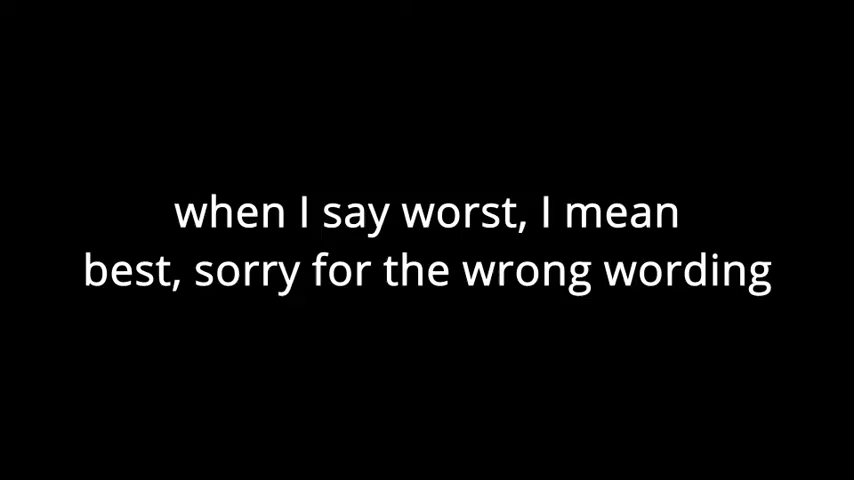 when I say worst, I mean
best, sorry for the wrong wording